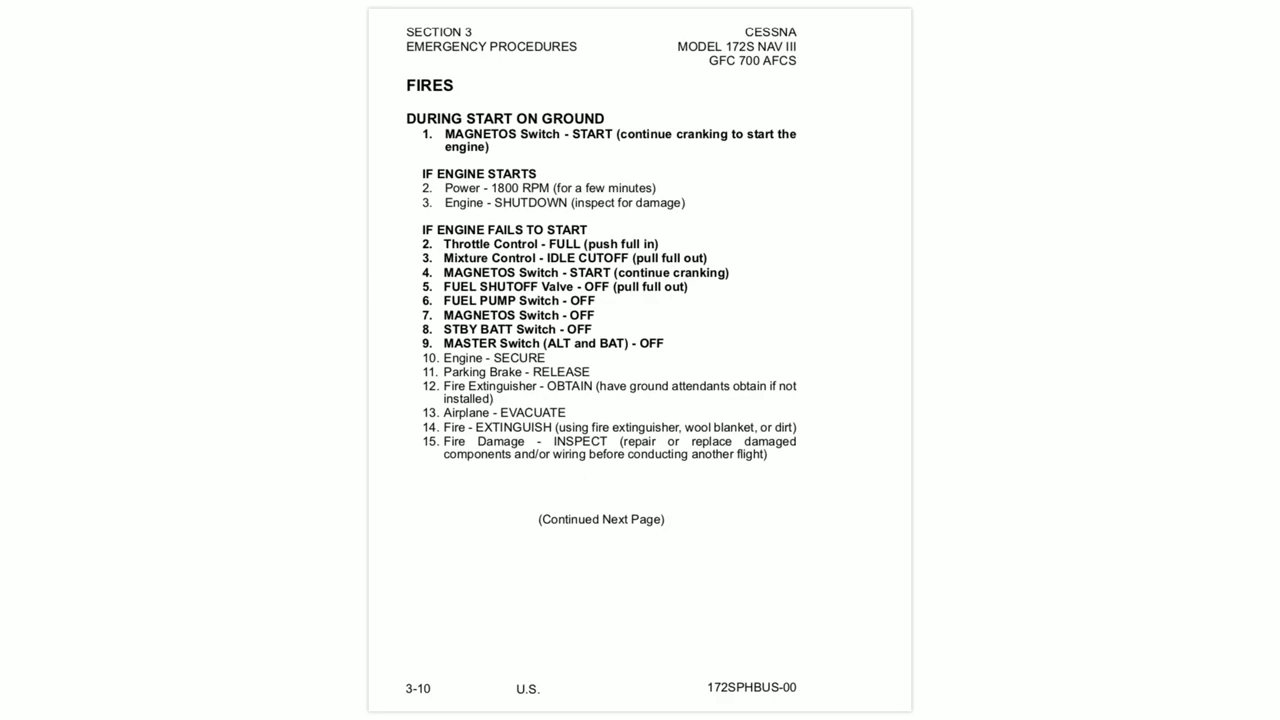 SECTION 3
EMERGENCY PROCEDURES
CESSNA
MODEL 172S NAV III
GFC 700 AFCS
FIRES
DURING START ON GROUND
1. MAGNETOS Switch - START (continue cranking to start the
engine)
IF ENGINE STARTS
2. Power - 1800 RPM (for a few minutes)
3. Engine - SHUTDOWN (inspect for damage)
IF ENGINE FAILS TO START
2. Throttle Control - FULL (push full in)
3. Mixture Control - IDLE CUTOFF (pull full out)
4. MAGNETOS Switch - START (continue cranking)
5. FUEL SHUTOFF Valve - OFF (pull full out)
6. FUEL PUMP Switch - OFF
7. MAGNETOS Switch - OFF
8. STBY BATT Switch - OFF
9. MASTER Switch (ALT and BAT) - OFF
10. Engine - SECURE
11. Parking Brake - RELEASE
12. Fire Extinguisher - OBTAIN (have ground attendants obtain if not
installed)
13. Airplane - EVACUATE
14. Fire - EXTINGUISH (using fire extinguisher, wool blanket, or dirt)
15. Fire Damage - INSPECT (repair or replace damaged
components and/or wiring before conducting another flight)
(Continued Next Page)
3-10 U.S. 172SPHBUS-00